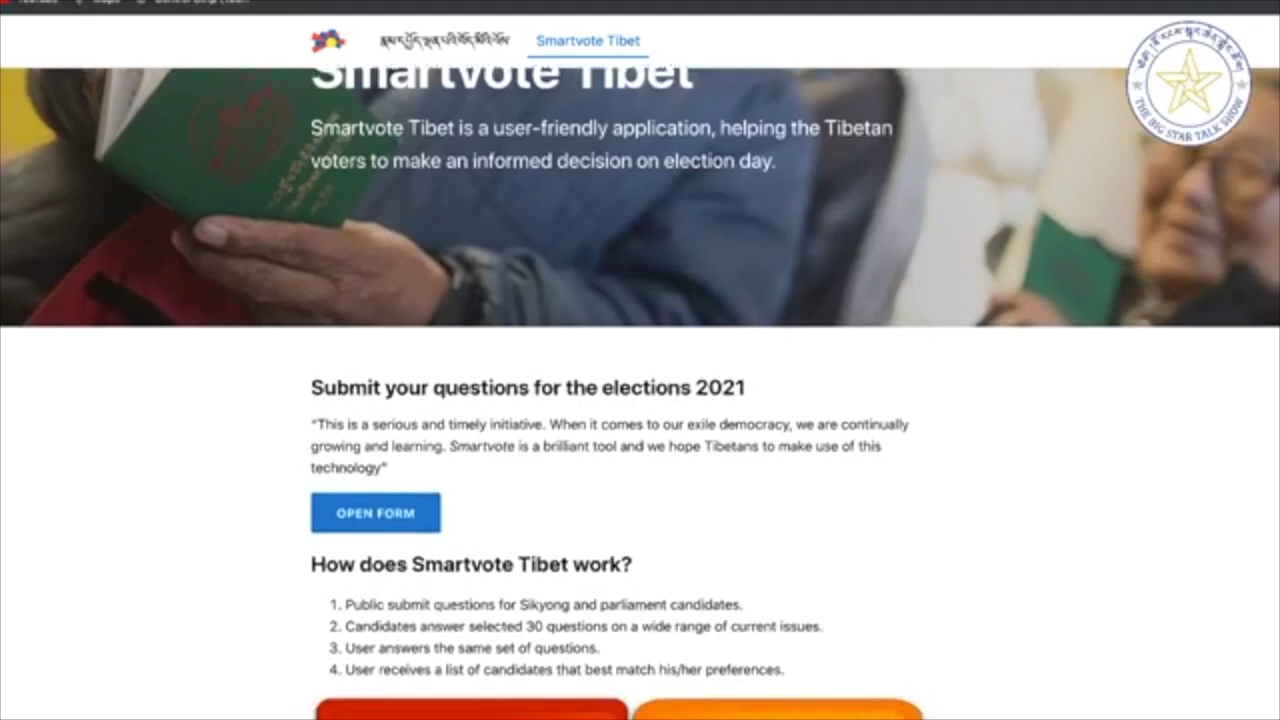 Smartvote Tibet
Smartvote Tibet
Smartvote Tibet is a user-friendly application, helping the Tibetan
voters to make an informed decision on election day.
THE BIG STAR TALK SHOW
Submit your questions for the elections 2021
“This is a serious and timely initiative. When it comes to our exile democracy, we are continually
growing and learning. Smartvote is a brilliant tool and we hope Tibetans to make use of this
technology”
OPEN FORM
How does Smartvote Tibet work?
1. Public submit questions for Sikyong and parliament candidates.
2. Candidates answer selected 30 questions on a wide range of current issues.
3. User answers the same set of questions.
4. User receives a list of candidates that best match his/her preferences.